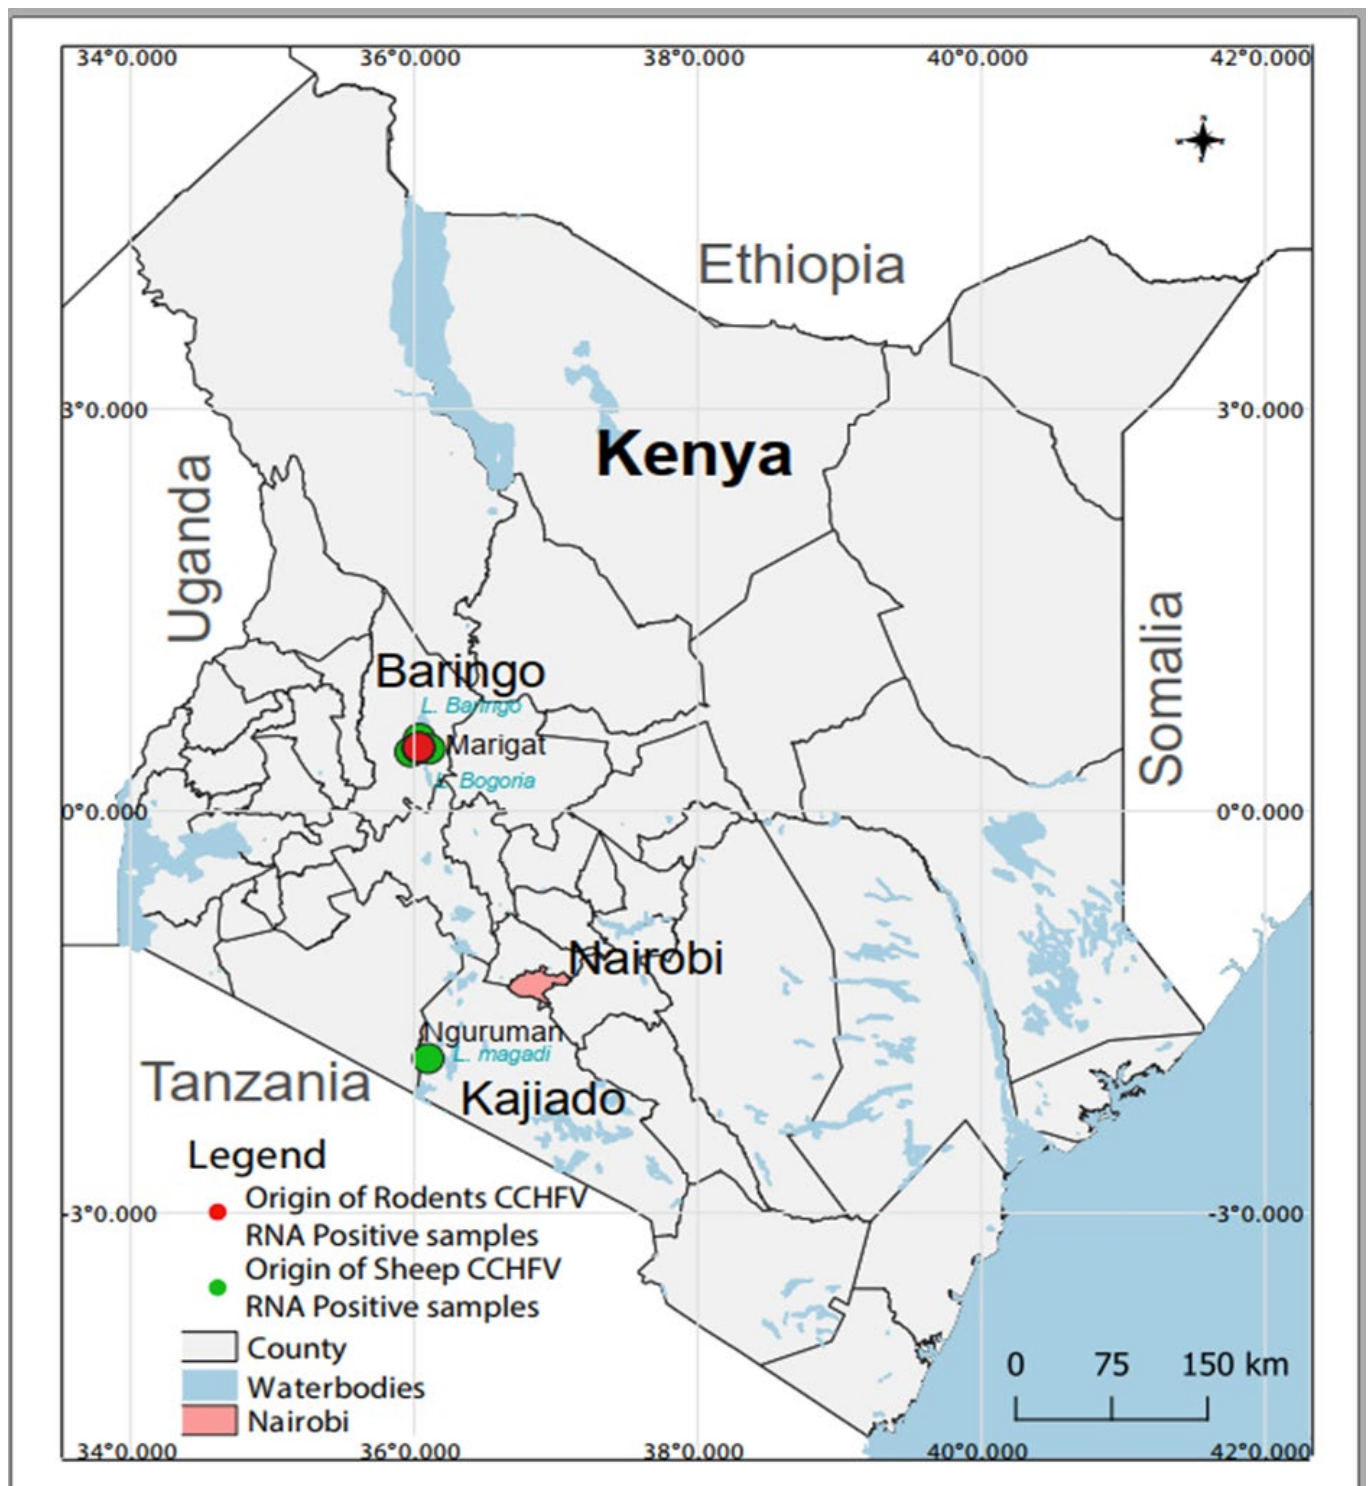 34°0.000 36°0.000 38°0.000 40°0.000 42°0.000
Ethiopia
3°0.000 3°0.000
Kenya
Uganda
Somalia
Baringo
L. Baringo
Marigat
L. Bogoria
0°0.000 0°0.000
Nairobi
Nguruman
L. magadi
Tanzania
Kajiado
Legend
Origin of Rodents CCHFV
RNA Positive samples
-3°0.000 -3°0.000
Origin of Sheep CCHFV
RNA Positive samples
County
Waterbodies
Nairobi
0 75 150 km
34°0.000 36°0.000 38°0.000 40°0.000 42°0.000